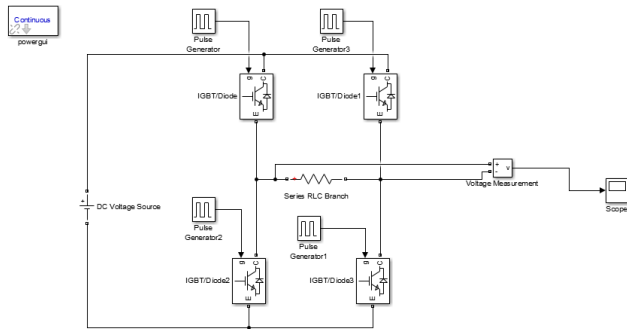 Continuous
powergui
Pulse
Generator
Pulse
Generator3
g
C
E
IGBT/Diode
g
C
E
IGBT/Diode1
Series RLC Branch
+
-
v
Voltage Measurement
Scope
+
DC Voltage Source
Pulse
Generator2
Pulse
Generator1
g
C
E
IGBT/Diode2
g
C
E
IGBT/Diode3